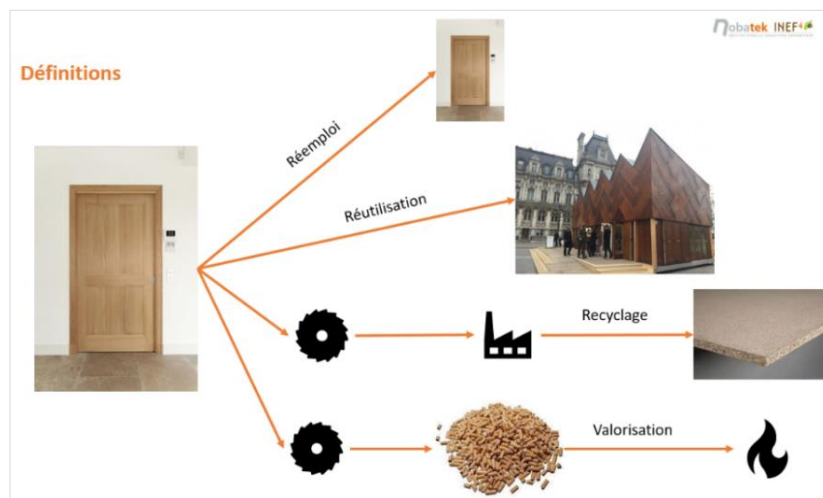 nobatek INEF4
Définitions
Réemploi
Réutilisation
Recyclage
Valorisation